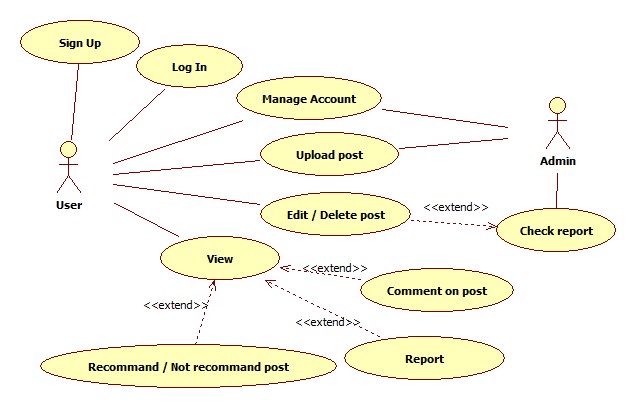 Sign Up
Log In
Manage Account
Upload post
Admin
User
Edit / Delete post
<<extend>>
Check report
View
<<extend>>
Comment on post
<<extend>>
<<extend>>
Recommand / Not recommand post
Report